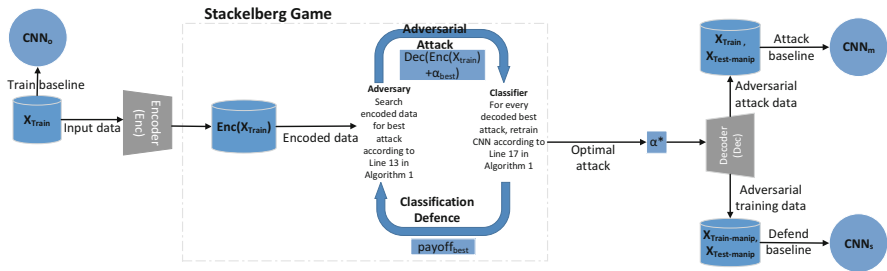 Stackelberg Game
CNNo
Train baseline
XTrain
Input data
Encoder
(Enc)
Enc(XTrain)
Encoded data
Adversarial
Attack
Dec(Enc(Xtrain)
+αbest)
Adversary
Search
encoded data
for best
attack
according to
Line 13 in
Algorithm 1
Classifier
For every
decoded best
attack, retrain
CNN according to
Line 17 in
Algorithm 1
Classification
Defence
payoffbest
Optimal
attack
α*
Decoder
(Dec)
XTrain ,
XTest-manip
Attack
baseline
CNNm
Adversarial
attack data
Adversarial
training data
XTrain-manip,
XTest-manip
Defend
baseline
CNNs